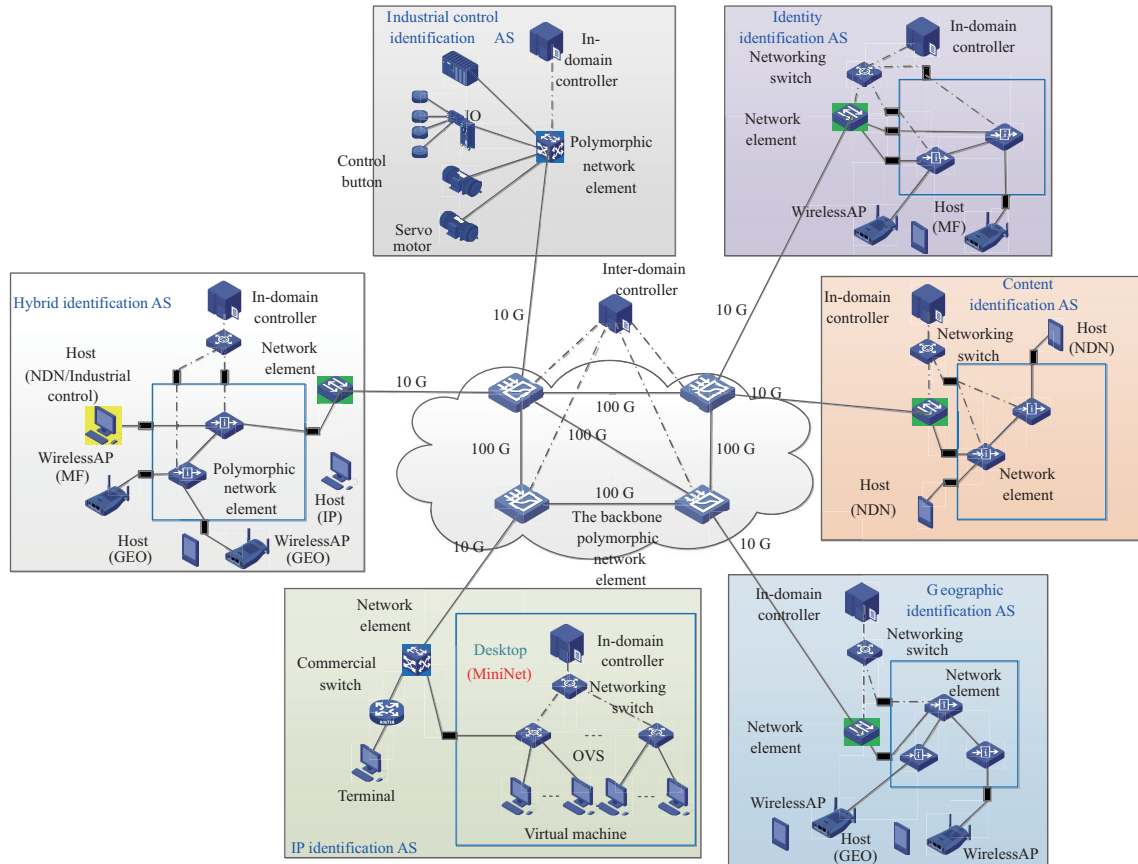 Industrial control
identification AS
In-
domain
controller
IO
Control
button
Polymorphic
network
element
Servo
motor
Identity
identification AS
In-domain
controller
Networking
switch
Network
element
WirelessAP
Host
(MF)
Hybrid identification AS
In-domain
controller
Host
(NDN/Industrial
control)
Network
element
WirelessAP
(MF)
Polymorphic
network
element
Host
(IP)
Host
(GEO)
WirelessAP
(GEO)
Inter-domain
controller
10 G
10 G
10 G
10 G
100 G
100 G
100 G
100 G
100 G
10 G
10 G
The backbone
polymorphic
network
element
Content
identification AS
In-domain
controller
Networking
switch
Host
(NDN)
Network
element
Host
(NDN)
Network
element
Commercial
switch
Desktop
(MiniNet)
In-domain
controller
Networking
switch
OVS
Terminal
Virtual machine
IP identification AS
Geographic
identification AS
In-domain
controller
Networking
switch
Network
element
Network
element
WirelessAP
Host
(GEO)
WirelessAP